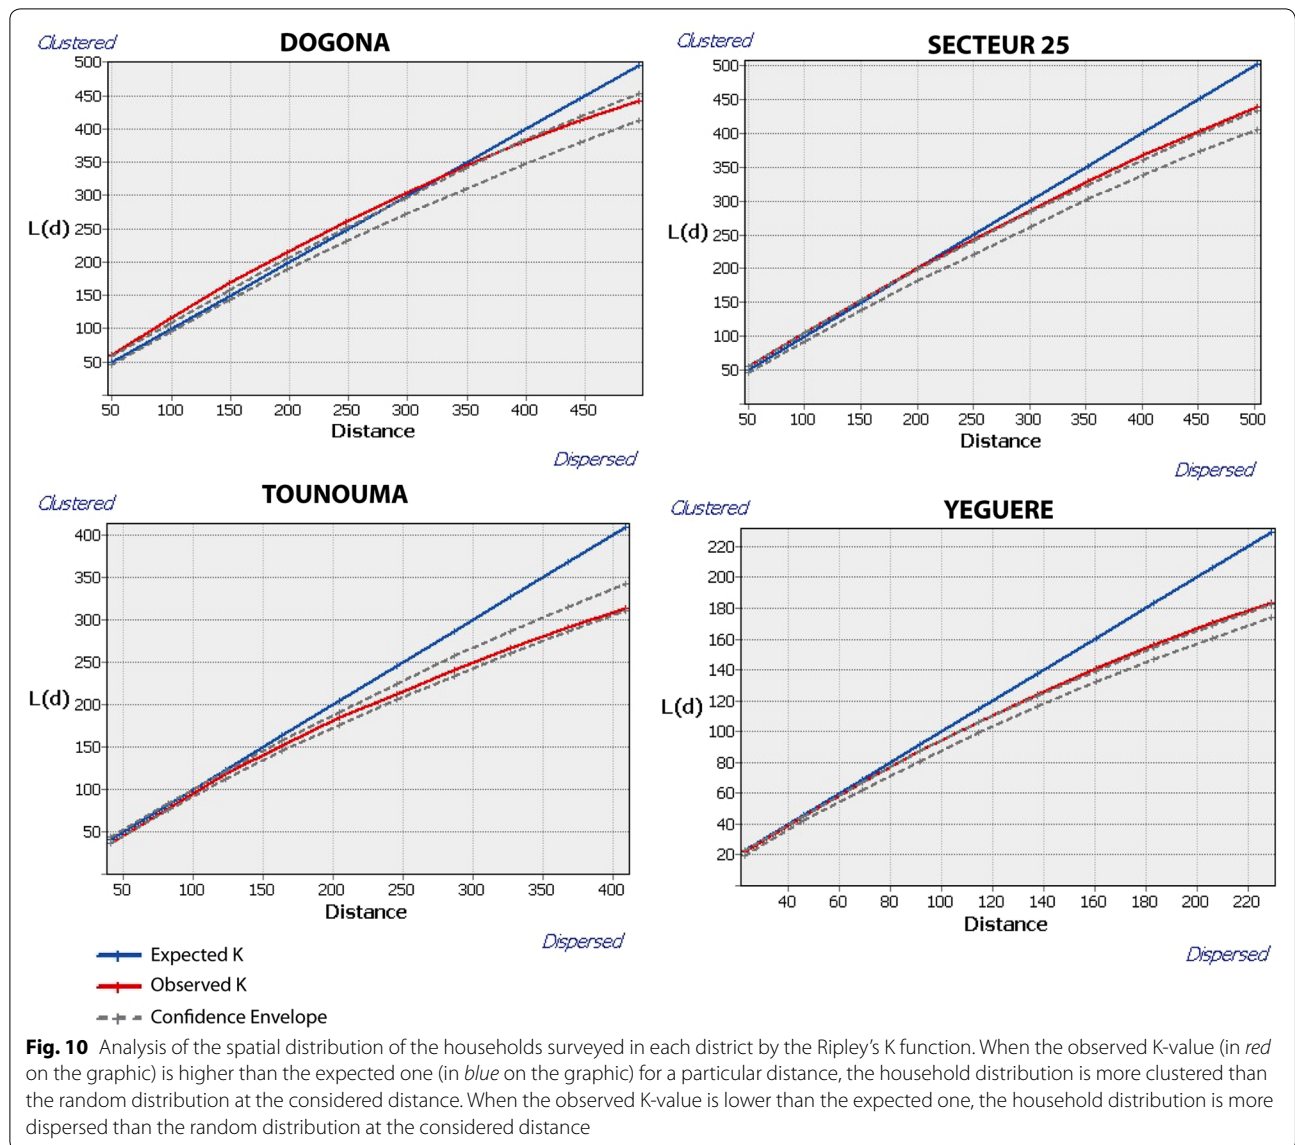 Clustered
DOGONA
500
450
400
350
300
250
200
150
100
50
L(d)
50 100 150 200 250 300 350 400 450
Distance
Dispersed
Clustered
SECTEUR 25
500
450
400
350
300
250
200
150
100
50
L(d)
50 100 150 200 250 300 350 400 450 500
Distance
Dispersed
Clustered
TOUNOUMA
400
350
300
250
200
150
100
50
L(d)
50 100 150 200 250 300 350 400
Distance
Dispersed
Clustered
YEGUERE
220
200
180
160
140
120
100
80
60
40
20
L(d)
40 60 80 100 120 140 160 180 200 220
Distance
Dispersed
Expected K
Observed K
Confidence Envelope
Fig. 10 Analysis of the spatial distribution of the households surveyed in each district by the Ripley's K function. When the observed K-value (in red
on the graphic) is higher than the expected one (in blue on the graphic) for a particular distance, the household distribution is more clustered than
the random distribution at the considered distance. When the observed K-value is lower than the expected one, the household distribution is more
dispersed than the random distribution at the considered distance